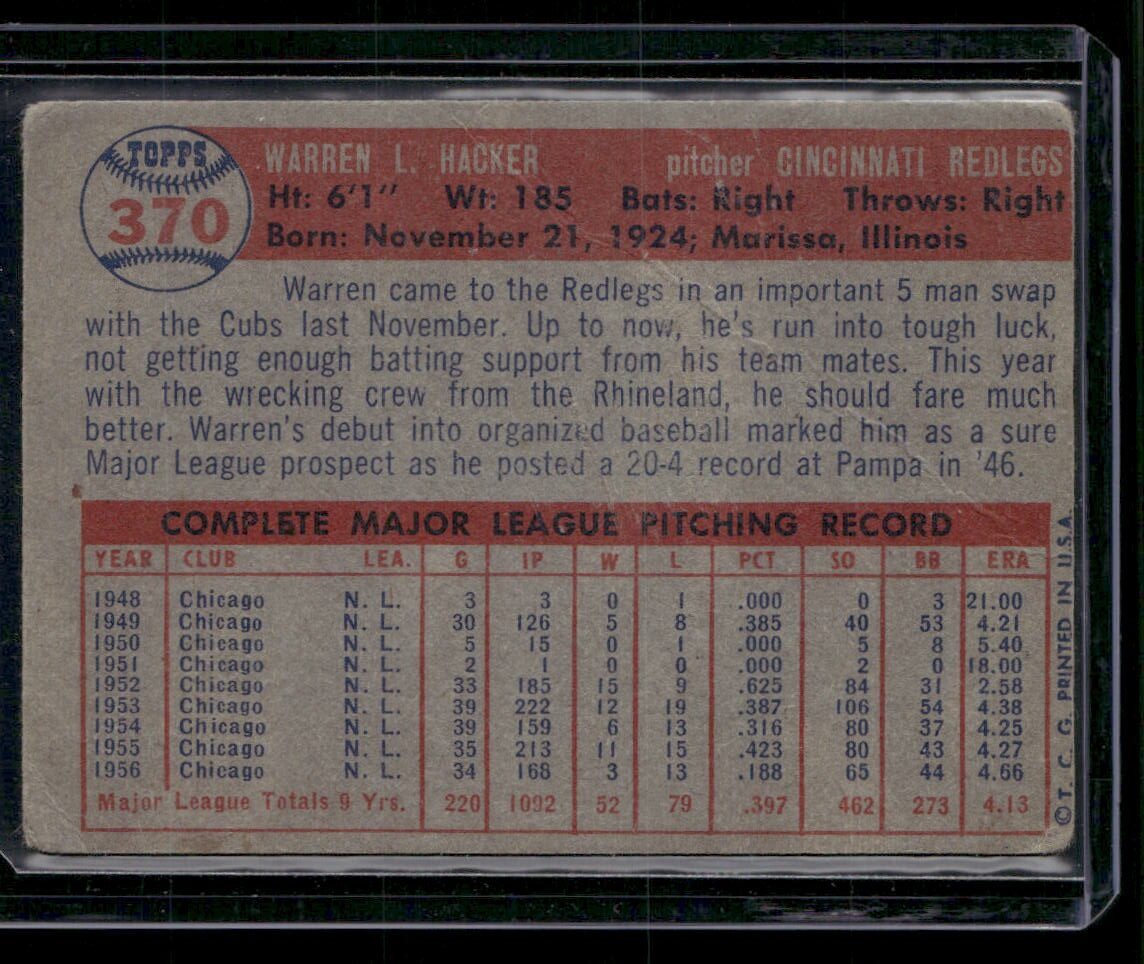 TOPPS
370
WARREN L. HACKER pitcher CINCINNATI REDLEGS
Ht: 6'1" Wt: 185 Bats: Right Throws: Right
Born: November 21, 1924; Marissa, Illinois
Warren came to the Redlegs in an important 5 man swap
with the Cubs last November. Up to now, he's run into tough luck,
not getting enough batting support from his team mates. This year
with the wrecking crew from the Rhineland, he should fare much
better. Warren's debut into organized baseball marked him as a sure
Major League prospect as he posted a 20-4 record at Pampa in '46.
COMPLETE MAJOR LEAGUE PITCHING RECORD
YEAR CLUB LEA. G IP W L PCT SO BB ERA
1948 Chicago N. L. 3 3 0 1 .000 0 3 21.00
1949 Chicago N. L. 30 126 5 8 .385 40 53 4.21
1950 Chicago N. L. 5 15 0 1 .000 5 8 5.40
1951 Chicago N. L. 2 1 0 0 .000 2 0 18.00
1952 Chicago N. L. 33 185 15 9 .625 84 31 2.58
1953 Chicago N. L. 39 222 12 19 .387 106 54 4.38
1954 Chicago N. L. 39 159 6 13 .316 80 37 4.25
1955 Chicago N. L. 35 213 11 15 .423 80 43 4.27
1956 Chicago N. L. 34 168 3 13 .188 65 44 4.66
Major League Totals 9 Yrs. 220 1092 52 79 .397 462 273 4.13
© T. C. G. PRINTED IN U.S.A.